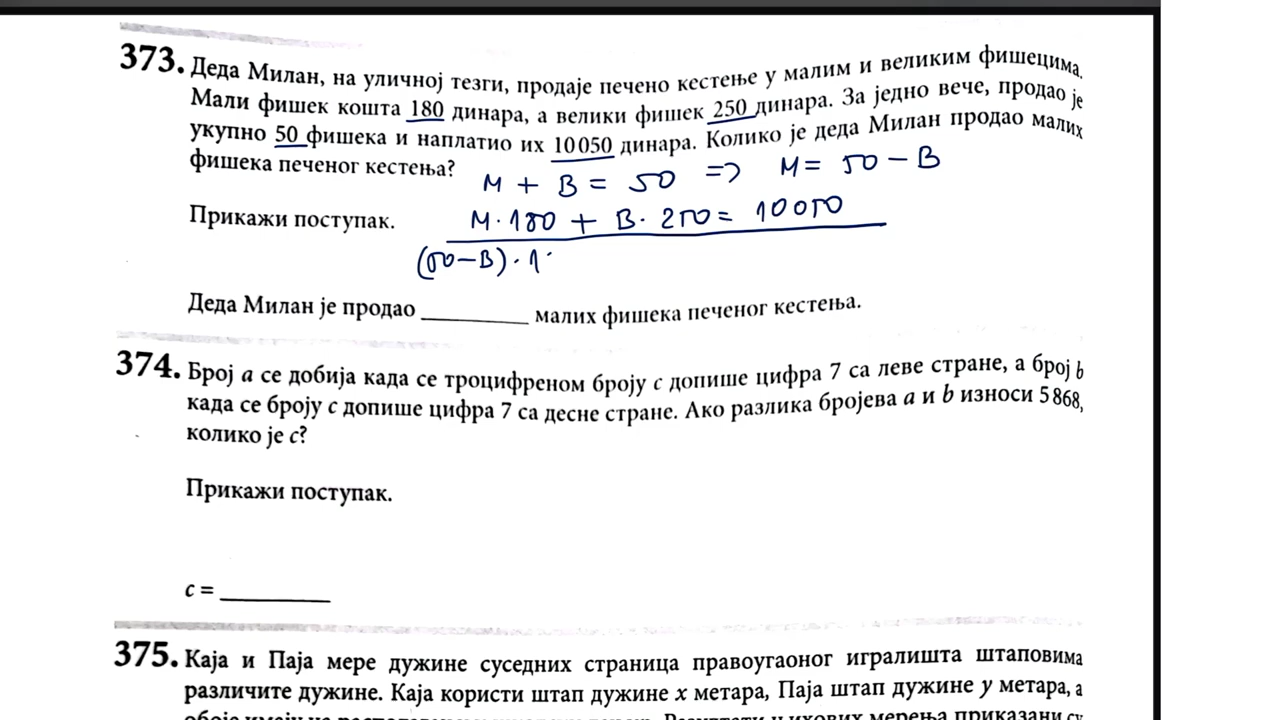 373. Деда Милан, на уличној тезги, продаје печено кестење у малим и великим фишецима.
Мали фишек кошта 180 динара, а велики фишек 250 динара. За једно вече, продао је
укупно 50 фишека и наплатио их 10 050 динара. Колико је деда Милан продао малих
фишека печеног кестења?
M + B = 50 => M = 50 - B
Прикажи поступак.
M · 180 + B · 250 = 10050
(50 - B) · 1
Деда Милан је продао ________ малих фишека печеног кестења.
374. Број a се добија када се троцифреном броју c допише цифра 7 са леве стране, а број b
када се броју c допише цифра 7 са десне стране. Ако разлика бројева a и b износи 5 868,
колико је c?
Прикажи поступак.
c = ________
375. Каја и Паја мере дужине суседних страница правоугаоног игралишта штаповима
различите дужине. Каја користи штап дужине x метара, Паја штап дужине y метара, а